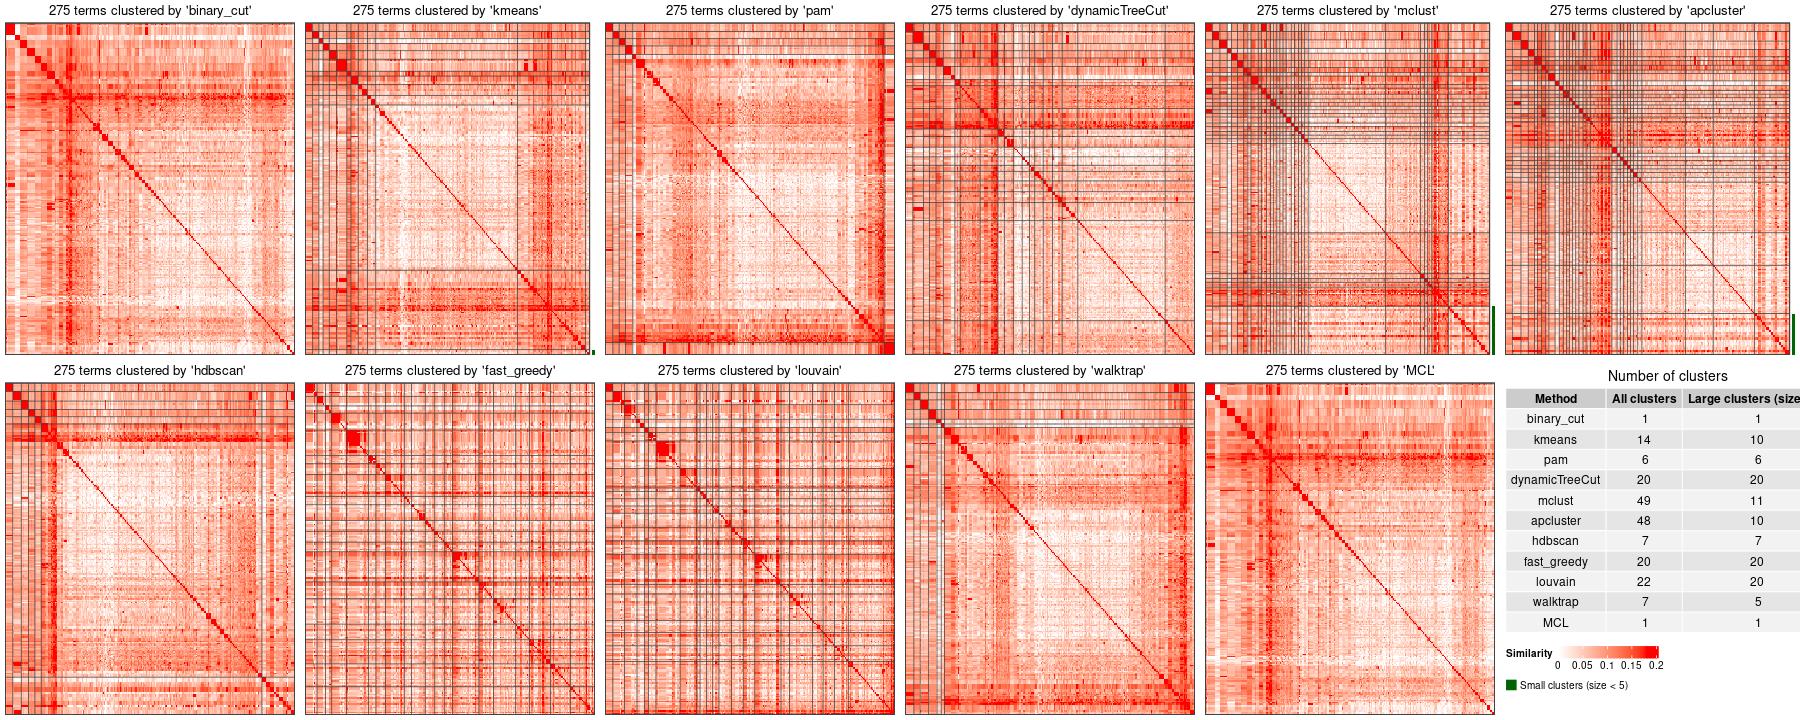 275 terms clustered by 'binary_cut'
275 terms clustered by 'kmeans'
275 terms clustered by 'pam'
275 terms clustered by 'dynamicTreeCut'
275 terms clustered by 'mclust'
275 terms clustered by 'apcluster'
275 terms clustered by 'hdbscan'
275 terms clustered by 'fast_greedy'
275 terms clustered by 'louvain'
275 terms clustered by 'walktrap'
275 terms clustered by 'MCL'
Number of clusters
Method All clusters Large clusters (size
binary_cut 1 1
kmeans 14 10
pam 6 6
dynamicTreeCut 20 20
mclust 49 11
apcluster 48 10
hdbscan 7 7
fast_greedy 20 20
louvain 22 20
walktrap 7 5
MCL 1 1
Similarity
0 0.05 0.1 0.15 0.2
Small clusters (size < 5)